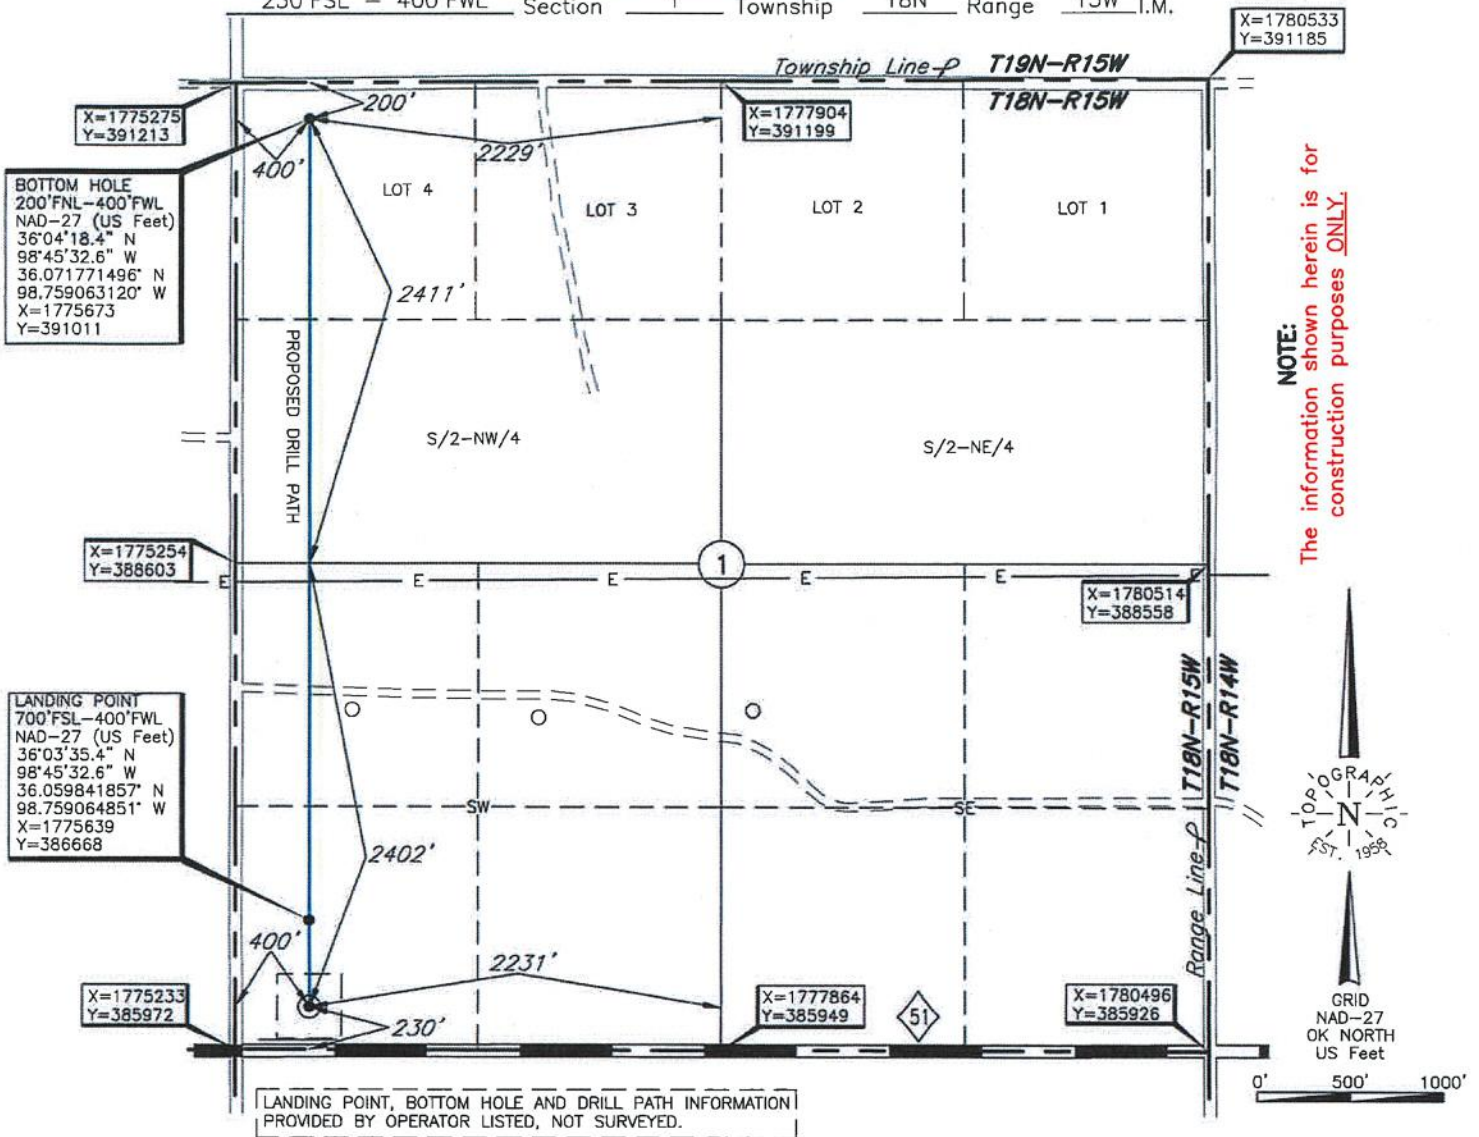 230'FSL – 400'FWL Section 1 Township 18N Range 15W I.M.
X=1780533
Y=391185
Township Line
T19N–R15W
T18N–R15W
X=1775275
Y=391213
200'
X=1777904
Y=391199
400'
2229'
BOTTOM HOLE
200'FNL–400'FWL
NAD–27 (US Feet)
36°04'18.4" N
98°45'32.6" W
36.071771496° N
98.759063120° W
X=1775673
Y=391011
LOT 4
LOT 3
LOT 2
LOT 1
2411'
PROPOSED DRILL PATH
S/2–NW/4
S/2–NE/4
NOTE:
The information shown herein is for
construction purposes ONLY.
X=1775254
Y=388603
1
E E E E E E
X=1780514
Y=388558
LANDING POINT
700'FSL–400'FWL
NAD–27 (US Feet)
36°03'35.4" N
98°45'32.6" W
36.059841857° N
98.759064851° W
X=1775639
Y=386668
T18N–R15W
T18N–R14W
SW
SE
TOPOGRAPHIC
N
EST. 1958
2402'
Range Line
400'
2231'
X=1775233
Y=385972
230'
X=1777864
Y=385949
51
X=1780496
Y=385926
GRID
NAD–27
OK NORTH
US Feet
0' 500' 1000'
LANDING POINT, BOTTOM HOLE AND DRILL PATH INFORMATION
PROVIDED BY OPERATOR LISTED, NOT SURVEYED.